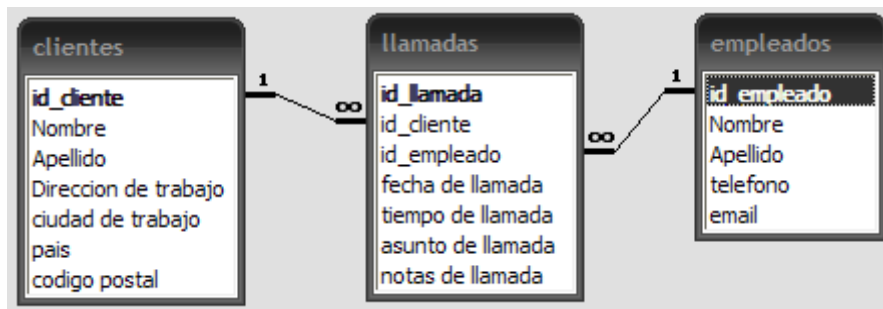 clientes
id_cliente
Nombre
Apellido
Direccion de trabajo
ciudad de trabajo
pais
codigo postal
1
∞
llamadas
id_llamada
id_cliente
id_empleado
fecha de llamada
tiempo de llamada
asunto de llamada
notas de llamada
∞
1
empleados
id_empleado
Nombre
Apellido
telefono
email